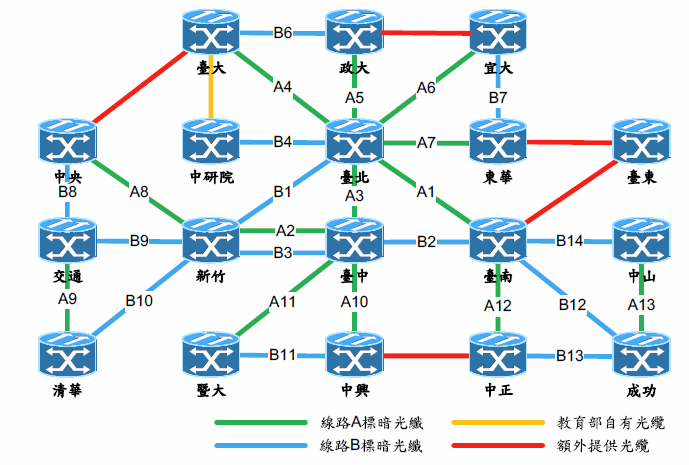 B6
臺大
政大
宜大
A4
A5
A6
B7
B4
A7
中央
中研院
臺北
東華
臺東
B8
A8
B1
A3
A1
A2
B9
B3
B2
B14
交通
新竹
臺中
臺南
中山
A9
B10
A11
A10
A12
B12
A13
B11
B13
清華
暨大
中興
中正
成功
線路A標暗光纖
教育部自有光纜
線路B標暗光纖
額外提供光纜